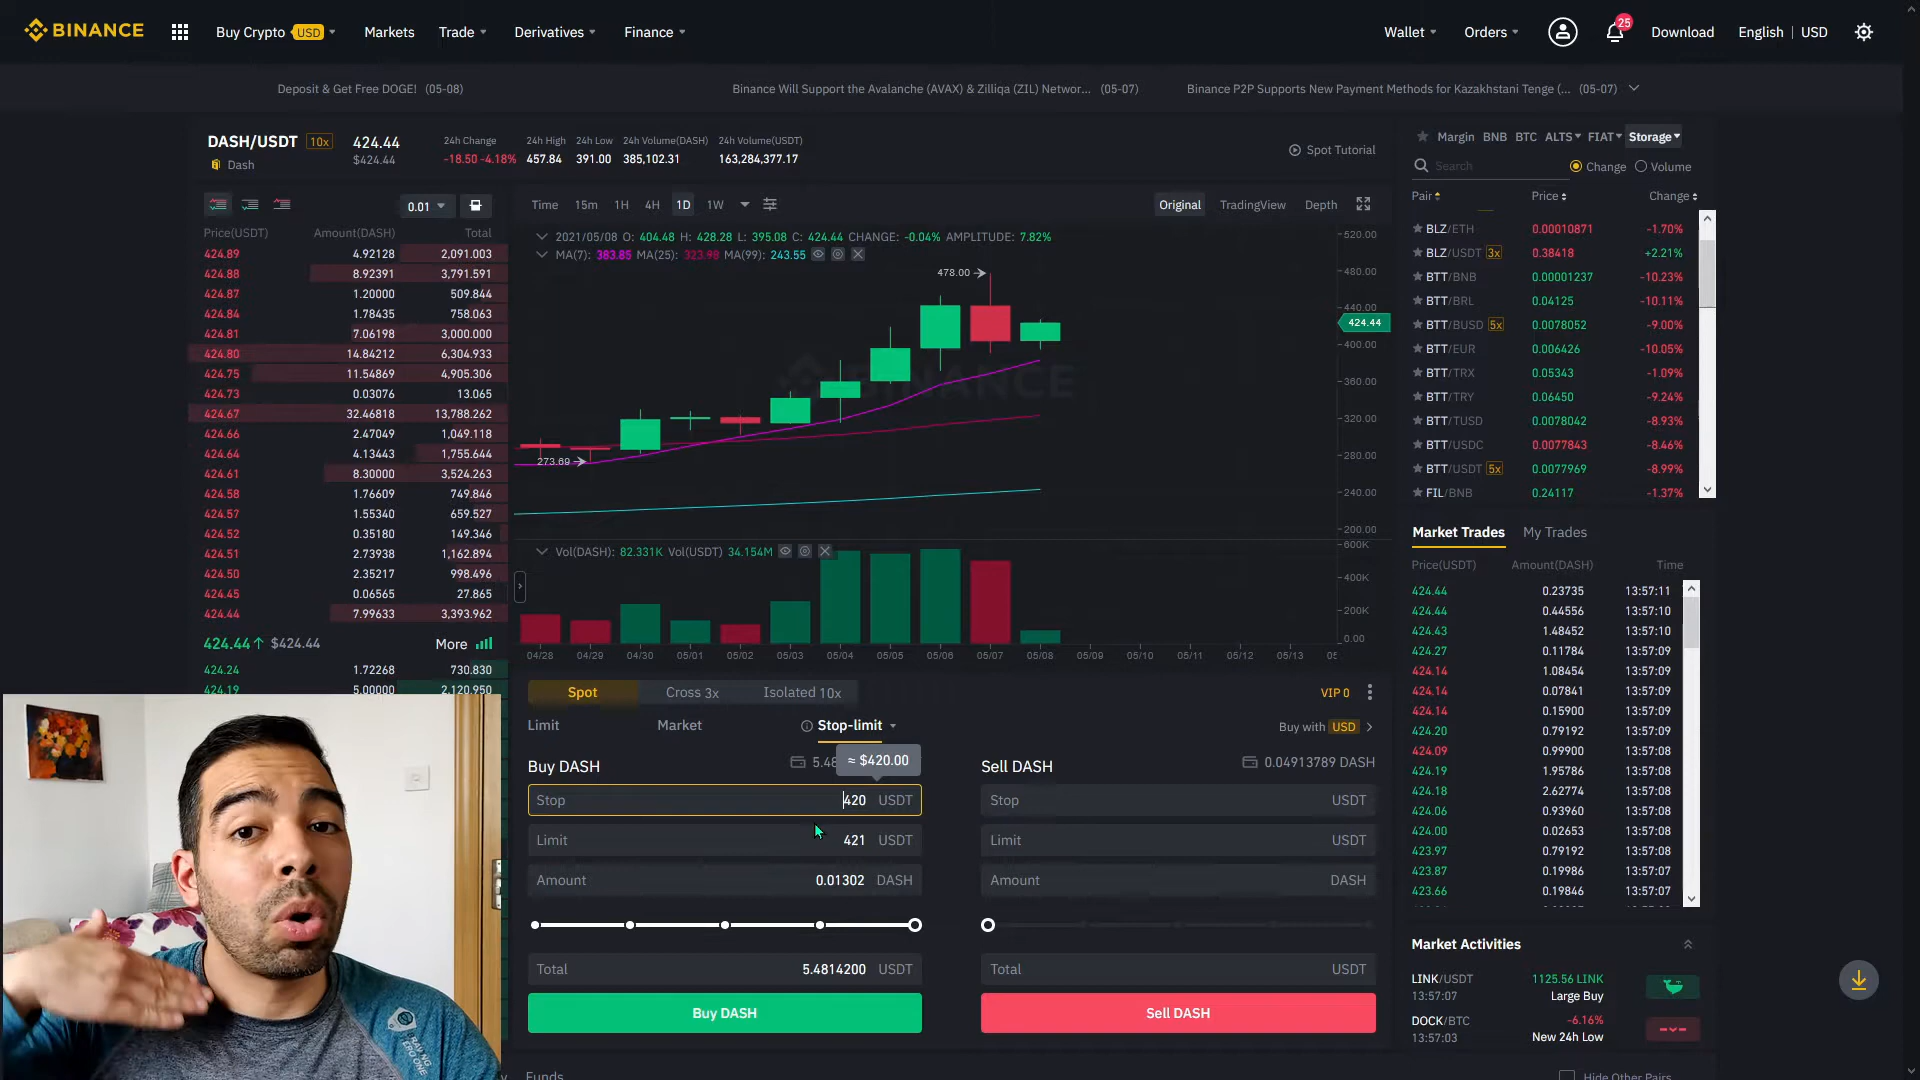 BINANCE
Buy Crypto USD Markets Trade Derivatives Finance
Wallet Orders 25 Download English | USD
Deposit & Get Free DOGE! (05-08)
Binance Will Support the Avalanche (AVAX) & Zilliqa (ZIL) Networ... (05-07)
Binance P2P Supports New Payment Methods for Kazakhstani Tenge (... (05-07)
DASH/USDT 10x
Dash
424.44
$424.44
24h Change
-18.50 -4.18%
24h High
457.84
24h Low
391.00
24h Volume(DASH)
385,102.31
24h Volume(USDT)
163,284,377.17
Spot Tutorial
0.01
Price(USDT) Amount(DASH) Total
424.89 4.92128 2,091.003
424.88 8.92391 3,791.591
424.87 1.20000 509.844
424.84 1.78435 758.063
424.81 7.06198 3,000.000
424.80 14.84212 6,304.933
424.75 11.54869 4,905.306
424.73 0.03076 13.065
424.67 32.46818 13,788.262
424.66 2.47049 1,049.118
424.64 4.13443 1,755.644
424.61 8.30000 3,524.263
424.58 1.76609 749.846
424.57 1.55340 659.527
424.52 0.35180 149.346
424.51 2.73938 1,162.894
424.50 2.35217 998.496
424.45 0.06565 27.865
424.44 7.99633 3,393.962
424.44 $424.44 More
424.24 1.72268 730.830
424.19 5.00000 2,120.950
Time 15m 1H 4H 1D 1W
Original TradingView Depth
2021/05/08 O: 404.48 H: 428.28 L: 395.08 C: 424.44 CHANGE: -0.04% AMPLITUDE: 7.82%
MA(7): 383.85 MA(25): 323.98 MA(99): 243.55
478.00
273.69
BINANCE
520.00
480.00
440.00
424.44
400.00
360.00
320.00
280.00
240.00
200.00
Vol(DASH): 82.331K Vol(USDT) 34.154M
600K
400K
200K
0.00
04/28 04/29 04/30 05/01 05/02 05/03 05/04 05/05 05/06 05/07 05/08 05/09 05/10 05/11 05/12 05/13
Spot Cross 3x Isolated 10x
VIP 0
Limit Market Stop-limit
Buy with USD
Buy DASH 5.48
≈ $420.00
Stop 420 USDT
Limit 421 USDT
Amount 0.01302 DASH
Total 5.4814200 USDT
Buy DASH
Sell DASH 0.04913789 DASH
Stop USDT
Limit USDT
Amount DASH
Total USDT
Sell DASH
Funds
Hide Other Pairs
Margin BNB BTC ALTS FIAT Storage
Search Change Volume
Pair Price Change
BLZ/ETH 0.00010871 -1.70%
BLZ/USDT 3x 0.38418 +2.21%
BTT/BNB 0.00001237 -10.23%
BTT/BRL 0.04125 -10.11%
BTT/BUSD 5x 0.0078052 -9.00%
BTT/EUR 0.006426 -10.05%
BTT/TRX 0.05343 -1.09%
BTT/TRY 0.06450 -9.24%
BTT/TUSD 0.0078042 -8.93%
BTT/USDC 0.0077843 -8.46%
BTT/USDT 5x 0.0077969 -8.99%
FIL/BNB 0.24117 -1.37%
Market Trades My Trades
Price(USDT) Amount(DASH) Time
424.44 0.23735 13:57:11
424.44 0.44556 13:57:10
424.43 1.48452 13:57:10
424.27 0.11784 13:57:09
424.14 1.08454 13:57:09
424.14 0.07841 13:57:09
424.14 0.15900 13:57:09
424.20 0.79192 13:57:09
424.09 0.99900 13:57:08
424.19 1.95786 13:57:08
424.18 2.62774 13:57:08
424.06 0.93960 13:57:08
424.00 0.02653 13:57:08
423.97 0.79192 13:57:08
423.87 0.19986 13:57:07
423.66 0.19846 13:57:07
Market Activities
LINK/USDT 1125.56 LINK
13:57:07 Large Buy
DOCK/BTC -6.16%
13:57:03 New 24h Low